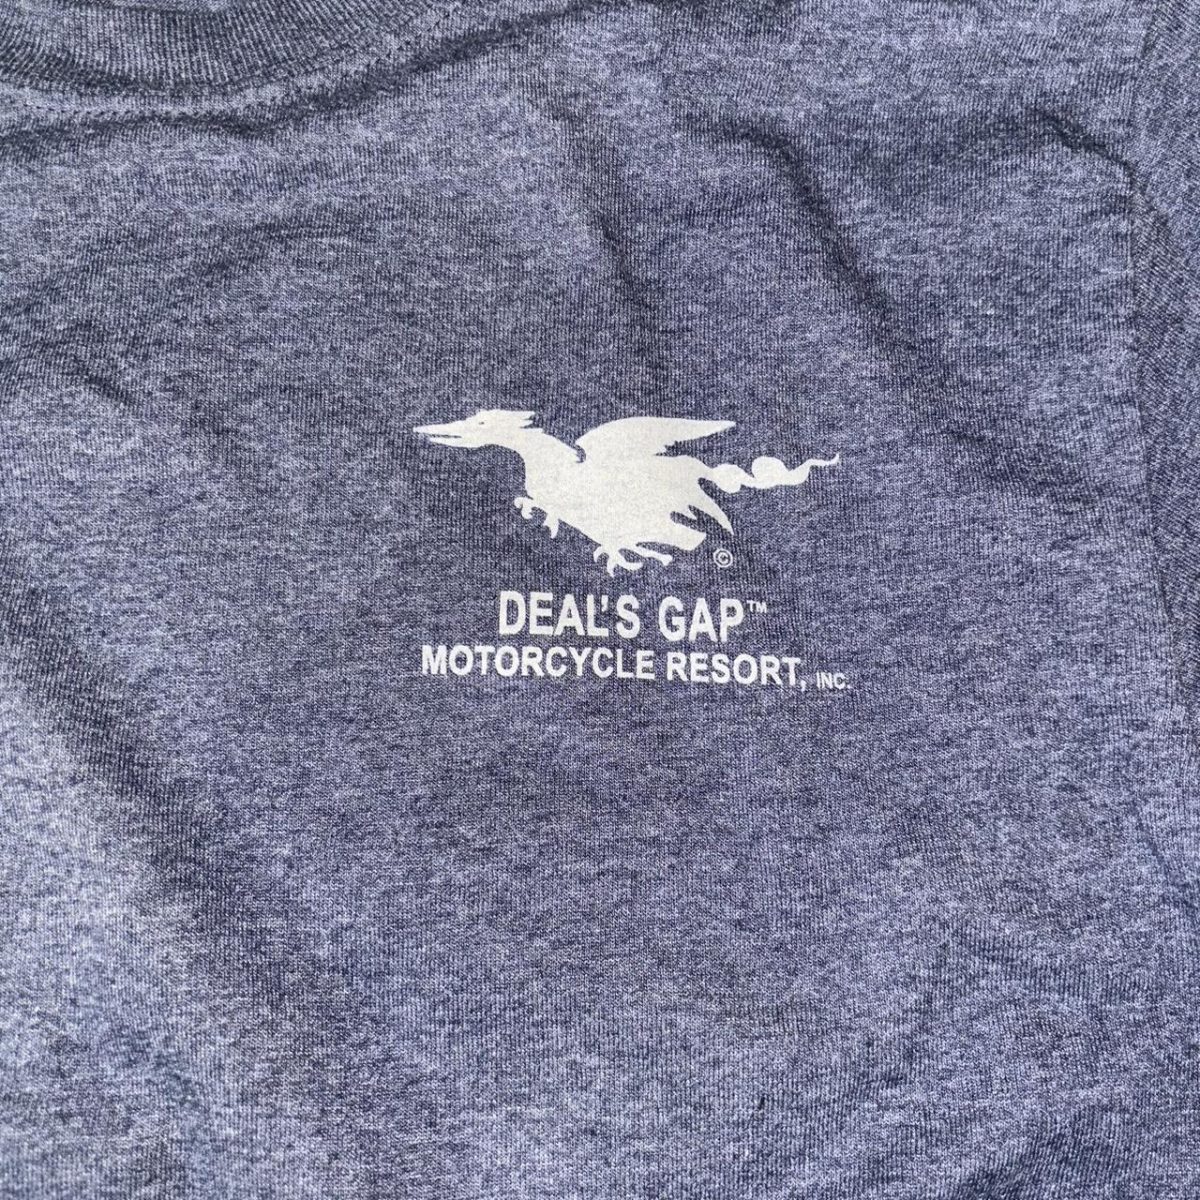 ©
DEAL'S GAP™
MOTORCYCLE RESORT, INC.